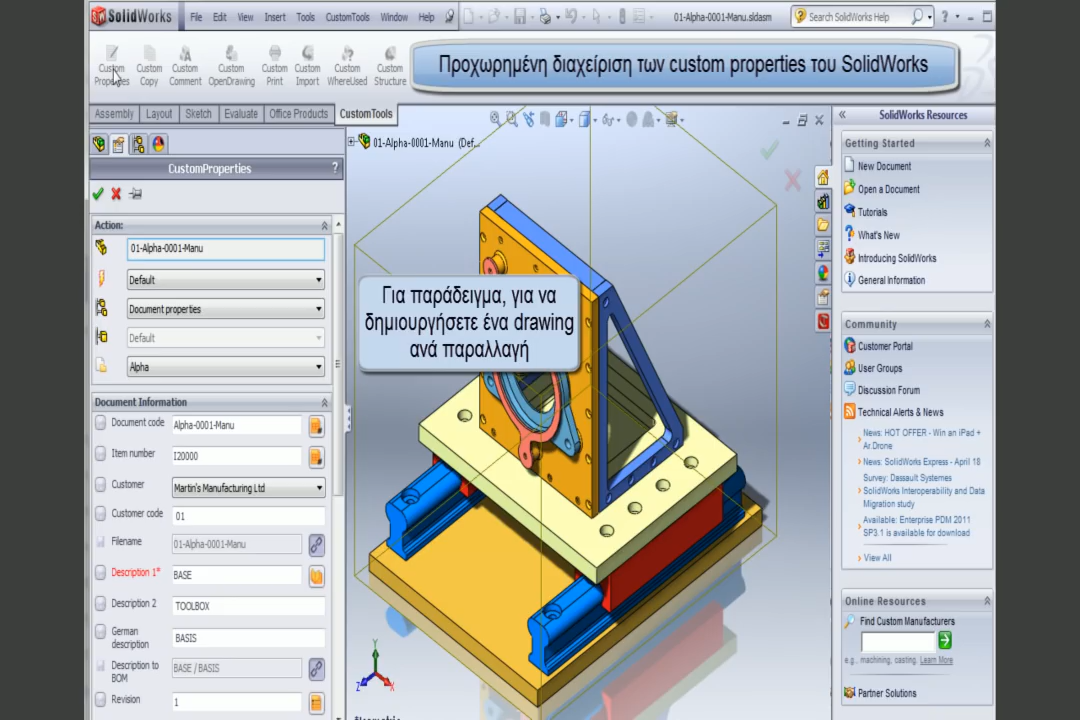 SolidWorks File Edit View Insert Tools CustomTools Window Help 01-Alpha-0001-Manu.sldasm Search SolidWorks Help
Custom Properties
Custom Copy
Custom Comment
Custom OpenDrawing
Custom Print
Custom Import
Custom WhereUsed
Custom Structure
Προχωρημένη διαχείριση των custom properties του SolidWorks
Assembly Layout Sketch Evaluate Office Products CustomTools
CustomProperties ?
Action:
01-Alpha-0001-Manu
Default
Document properties
Default
Alpha
Document Information
Document code Alpha-0001-Manu
Item number I20000
Customer Martin's Manufacturing Ltd
Customer code 01
Filename 01-Alpha-0001-Manu
Description 1* BASE
Description 2 TOOLBOX
German description BASIS
Description to BOM BASE / BASIS
Revision 1
01-Alpha-0001-Manu (Def...
Για παράδειγμα, για να
δημιουργήσετε ένα drawing
ανά παραλλαγή
Y
Z
X
SolidWorks Resources
Getting Started
New Document
Open a Document
Tutorials
What's New
Introducing SolidWorks
General Information
Community
Customer Portal
User Groups
Discussion Forum
Technical Alerts & News
News: HOT OFFER - Win an iPad +
Ar.Drone
News: SolidWorks Express - April 18
Survey: Dassault Systemes
SolidWorks Interoperability and Data
Migration study
Available: Enterprise PDM 2011
SP3.1 is available for download
View All
Online Resources
Find Custom Manufacturers
e.g., machining, casting. Learn More
Partner Solutions